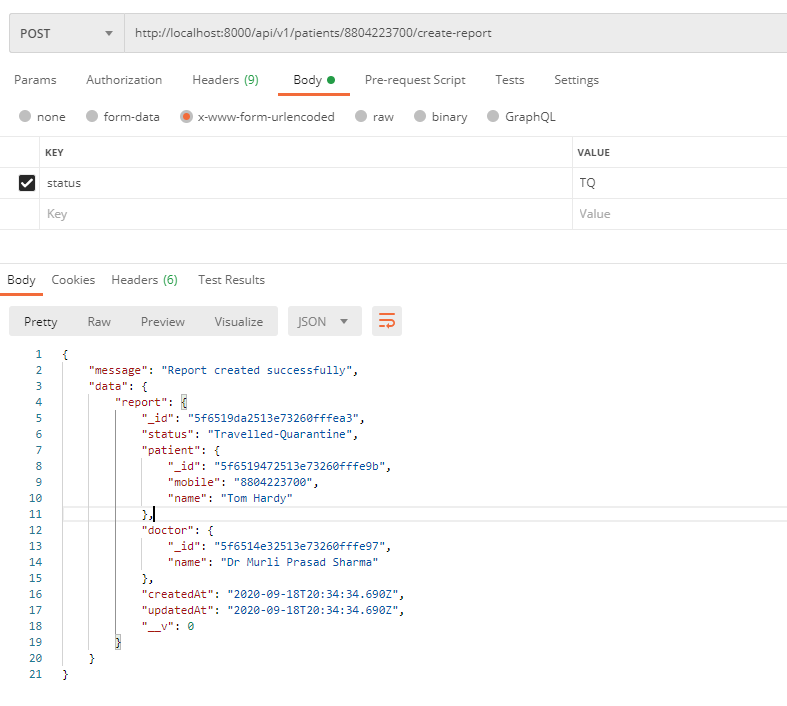 POST http://localhost:8000/api/v1/patients/8804223700/create-report
Params Authorization Headers (9) Body Pre-request Script Tests Settings
none form-data x-www-form-urlencoded raw binary GraphQL
KEY VALUE
status TQ
Key Value
Body Cookies Headers (6) Test Results
Pretty Raw Preview Visualize JSON
1 {
2 "message": "Report created successfully",
3 "data": {
4 "report": {
5 "_id": "5f6519da2513e73260fffea3",
6 "status": "Travelled-Quarantine",
7 "patient": {
8 "_id": "5f6519472513e73260fffe9b",
9 "mobile": "8804223700",
10 "name": "Tom Hardy"
11 },
12 "doctor": {
13 "_id": "5f6514e32513e73260fffe97",
14 "name": "Dr Murli Prasad Sharma"
15 },
16 "createdAt": "2020-09-18T20:34:34.690Z",
17 "updatedAt": "2020-09-18T20:34:34.690Z",
18 "__v": 0
19 }
20 }
21 }